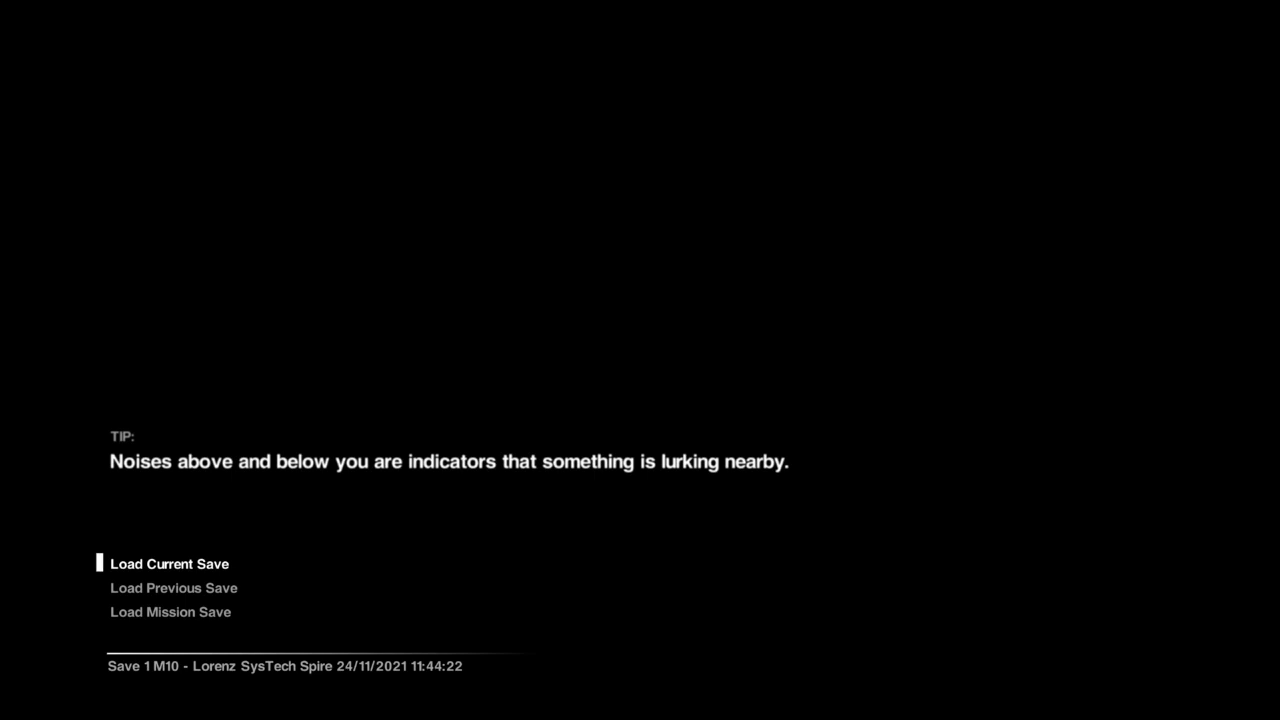 TIP:
Noises above and below you are indicators that something is lurking nearby.
Load Current Save
Load Previous Save
Load Mission Save
Save 1 M10 - Lorenz SysTech Spire 24/11/2021 11:44:22